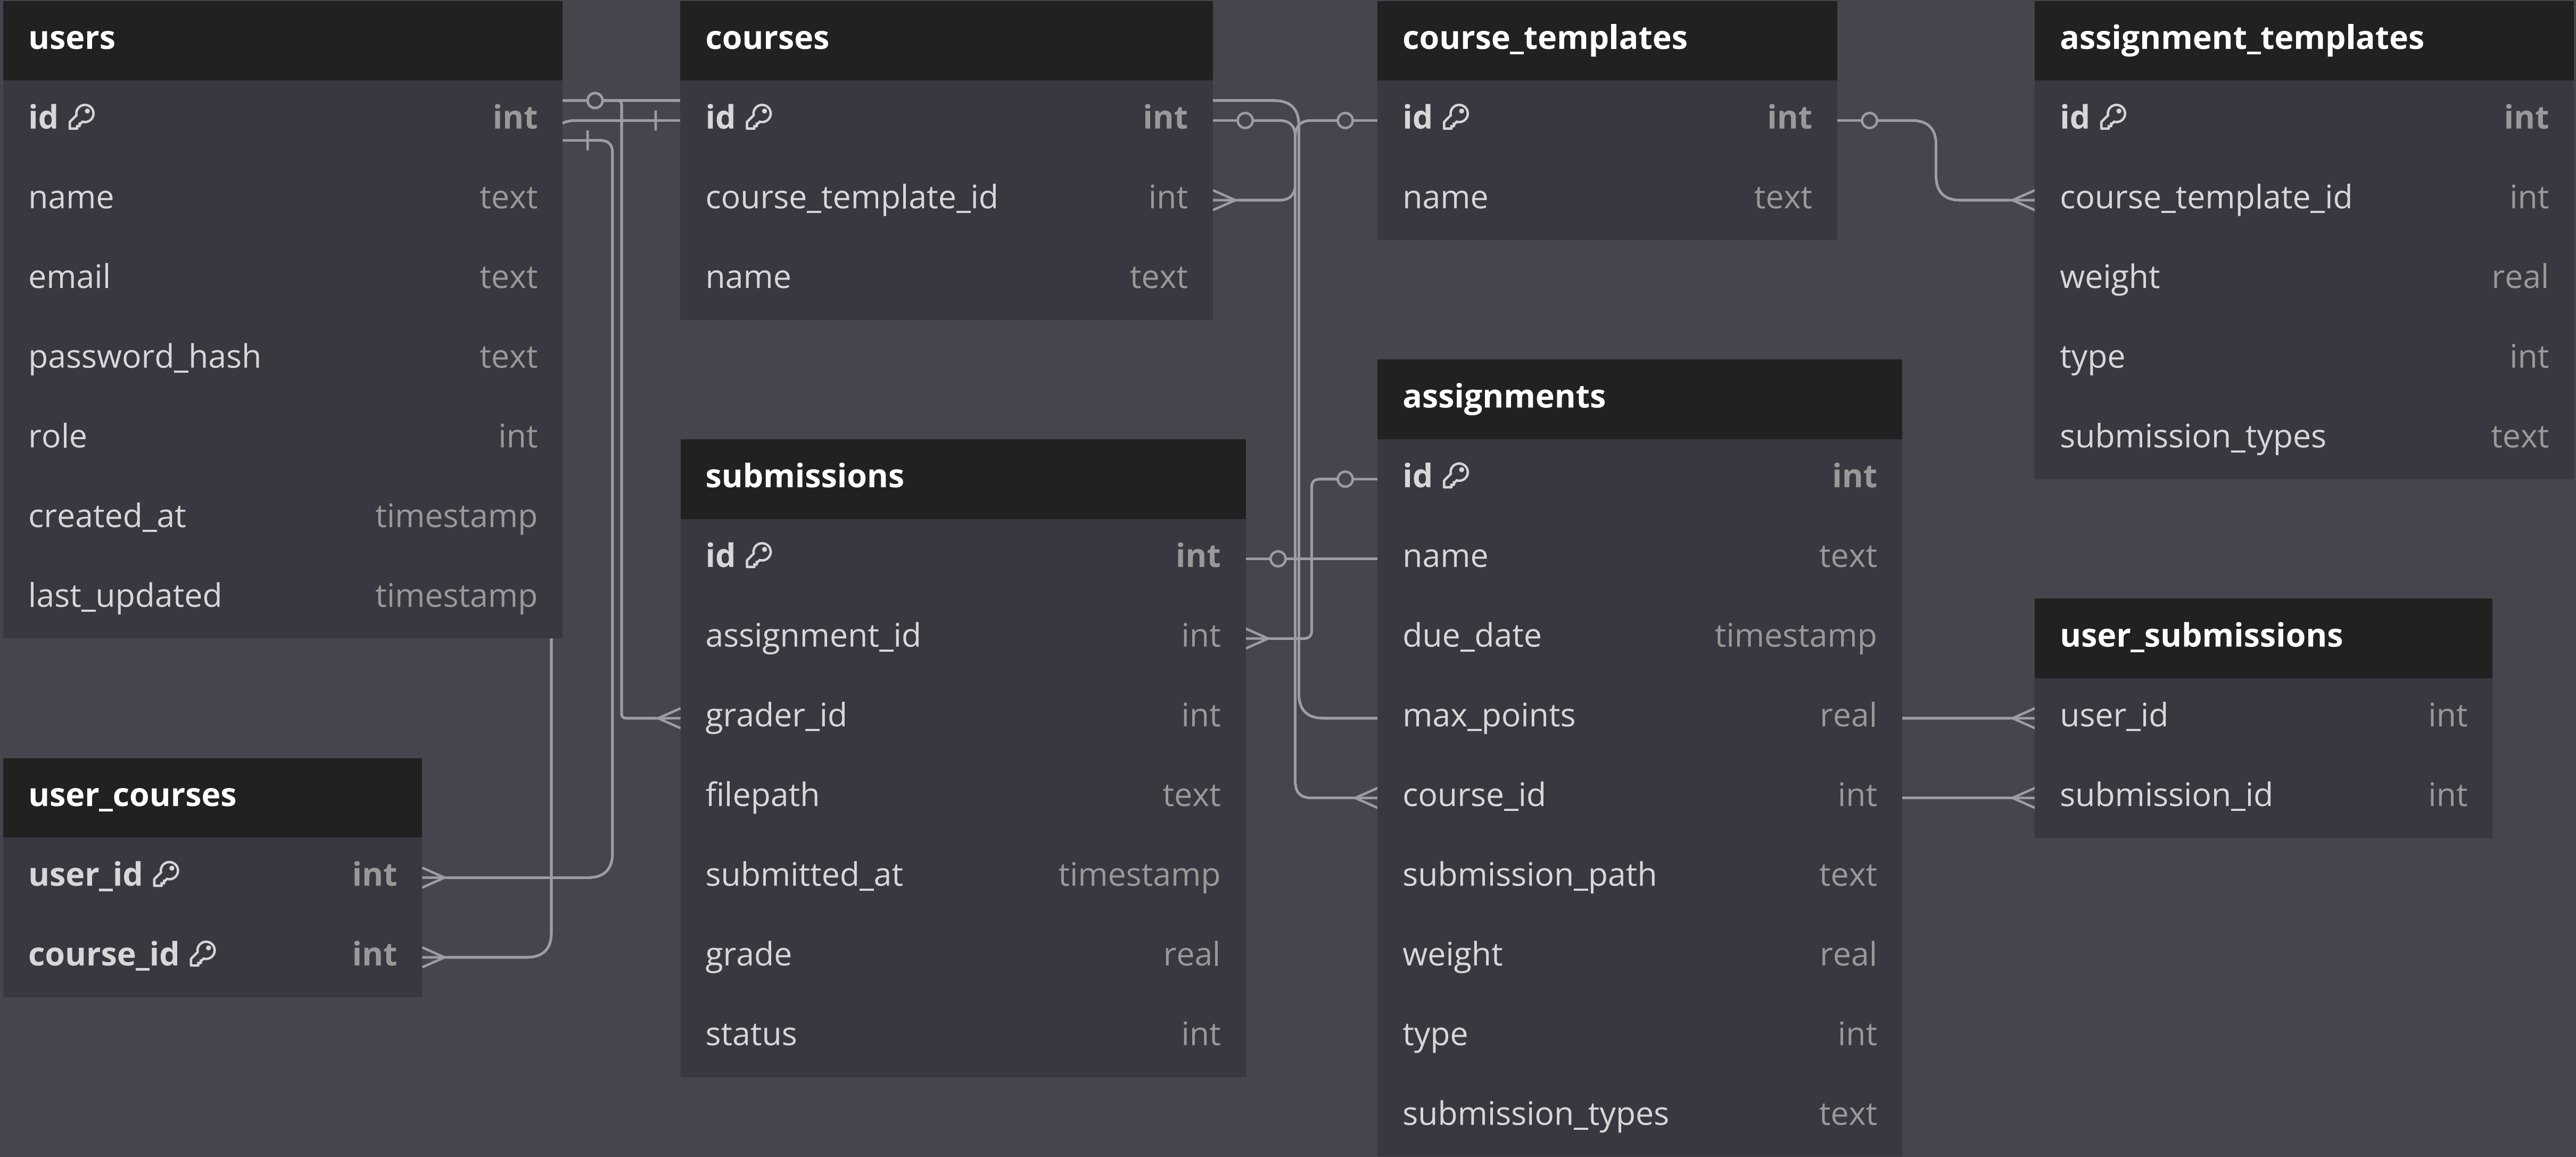 users
id int
name text
email text
password_hash text
role int
created_at timestamp
last_updated timestamp
courses
id int
course_template_id int
name text
course_templates
id int
name text
assignment_templates
id int
course_template_id int
weight real
type int
submission_types text
submissions
id int
assignment_id int
grader_id int
filepath text
submitted_at timestamp
grade real
status int
assignments
id int
name text
due_date timestamp
max_points real
course_id int
submission_path text
weight real
type int
submission_types text
user_submissions
user_id int
submission_id int
user_courses
user_id int
course_id int